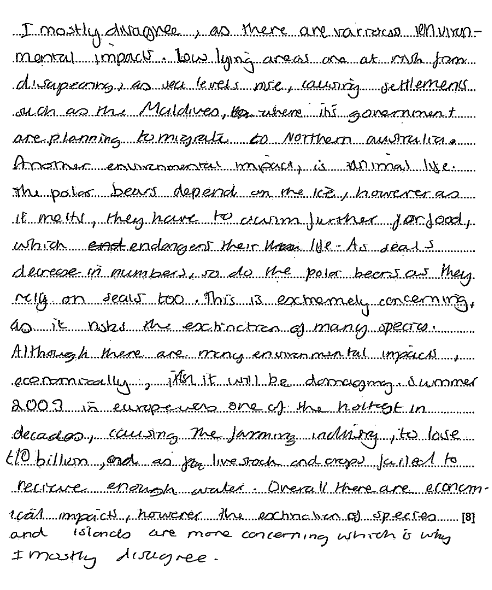 I mostly disagree, as there are various environ-
mental impacts. Low lying areas are at risk from
disapearing, as sea levels rise, causing settlements
such as the Maldives, where it's government
are planning to migrate to Northern australia.
Another environmental impact, is animal life.
The polar bears depend on the ice, however as
it melts, they have to swim further for food,
which endangers their life. As seals
decrease in numbers, so do the polar bears as they
rely on seals too. This is extremely concerning,
as it risks the exctinction of many species.
Although there are many environmental impacts,
economically, it will be damaging. Summer
2003 in europe was one of the hottest in
decades, causing the farming industry, to lose
£10 billion, and as for livestock and crops failed to
recieve enough water. Overall there are econom-
ical impacts, however the exctinction of species [8]
and islands are more concerning which is why
I mostly disagree.